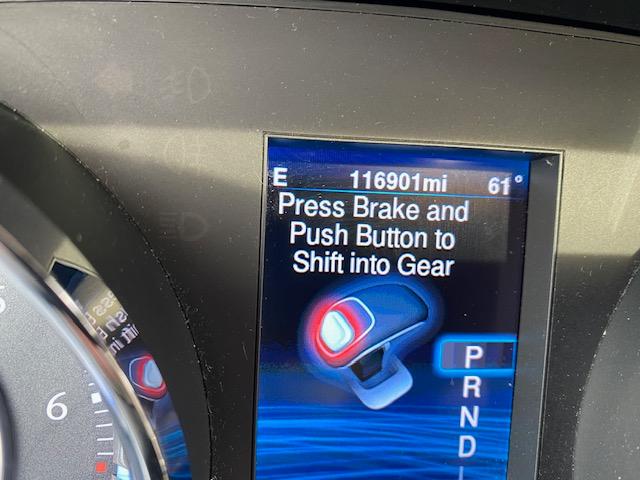 E 116901mi 61°
Press Brake and
Push Button to
Shift into Gear
P
R
N
D
6